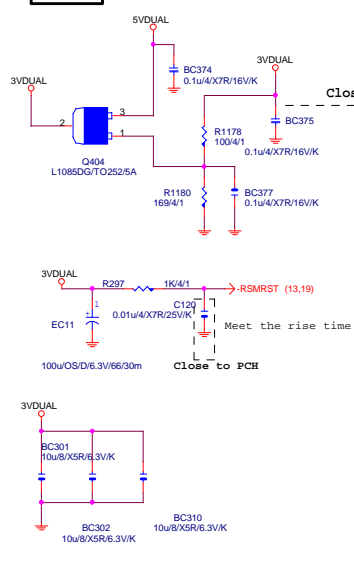 5VDUAL
BC374
0.1u/4/X7R/16V/K
3VDUAL
3VDUAL
Clos
BC375
0.1u/4/X7R/16V/K
3
2
1
Q404
L1085DG/TO252/5A
R1178
100/4/1
R1180
169/4/1
BC377
0.1u/4/X7R/16V/K
3VDUAL
R297
1K/4/1
-RSMRST (13,19)
1
+
EC11
C120
0.01u/4/X7R/25V/K
Meet the rise time
100u/OS/D/6.3V/66/30m
Close to PCH
3VDUAL
BC301
10u/8/X5R/6.3V/K
BC302
10u/8/X5R/6.3V/K
BC310
10u/8/X5R/6.3V/K